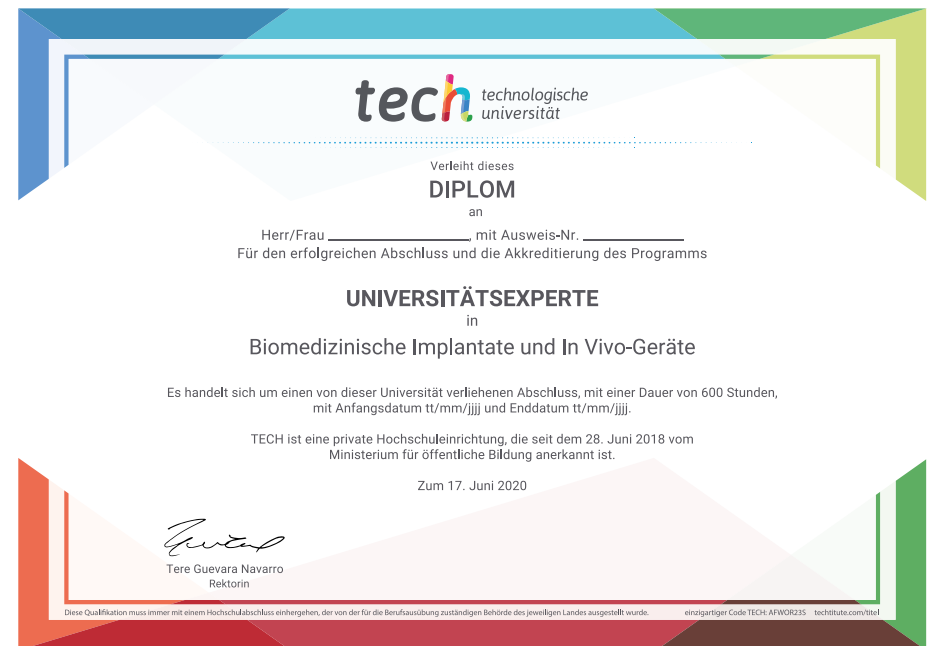 tech technologische
universität
Verleiht dieses
DIPLOM
an
Herr/Frau ____________, mit Ausweis-Nr. ____________
Für den erfolgreichen Abschluss und die Akkreditierung des Programms
UNIVERSITÄTSEXPERTE
in
Biomedizinische Implantate und In Vivo-Geräte
Es handelt sich um einen von dieser Universität verliehenen Abschluss, mit einer Dauer von 600 Stunden,
mit Anfangsdatum tt/mm/jjjj und Enddatum tt/mm/jjjj.
TECH ist eine private Hochschuleinrichtung, die seit dem 28. Juni 2018 vom
Ministerium für öffentliche Bildung anerkannt ist.
Zum 17. Juni 2020
Tere Guevara Navarro
Rektorin
Diese Qualifikation muss immer mit einem Hochschulabschluss einhergehen, der von der für die Berufsausübung zuständigen Behörde des jeweiligen Landes ausgestellt wurde. einzigartiger Code TECH: AFWOR23S techtitute.com/titel